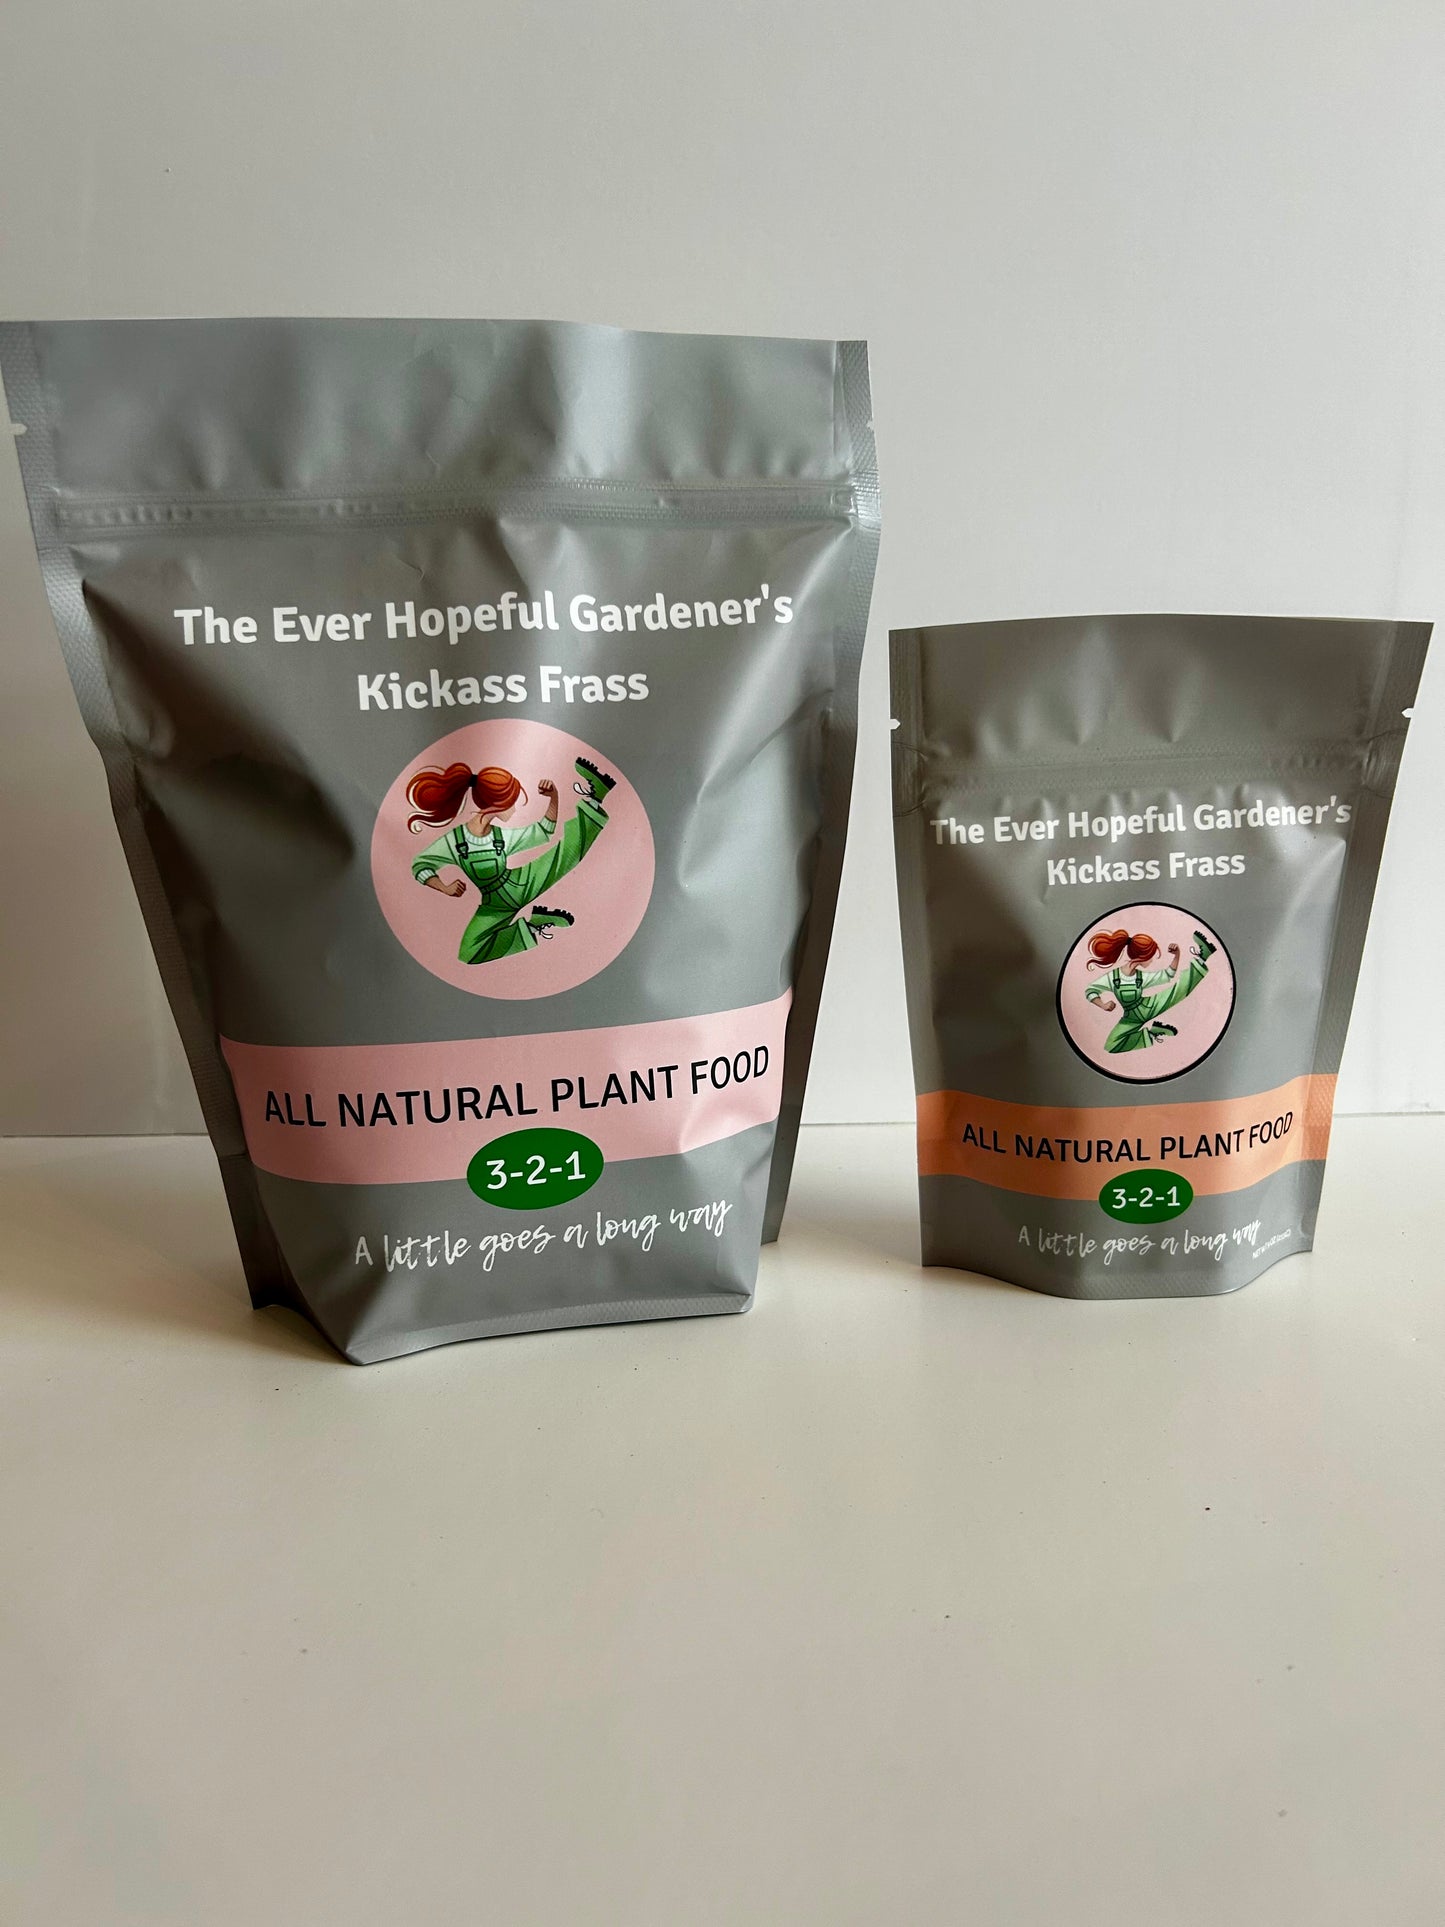 The Ever Hopeful Gardener's
Kickass Frass
ALL NATURAL PLANT FOOD
3-2-1
A little goes a long way
The Ever Hopeful Gardener's
Kickass Frass
ALL NATURAL PLANT FOOD
3-2-1
A little goes a long way